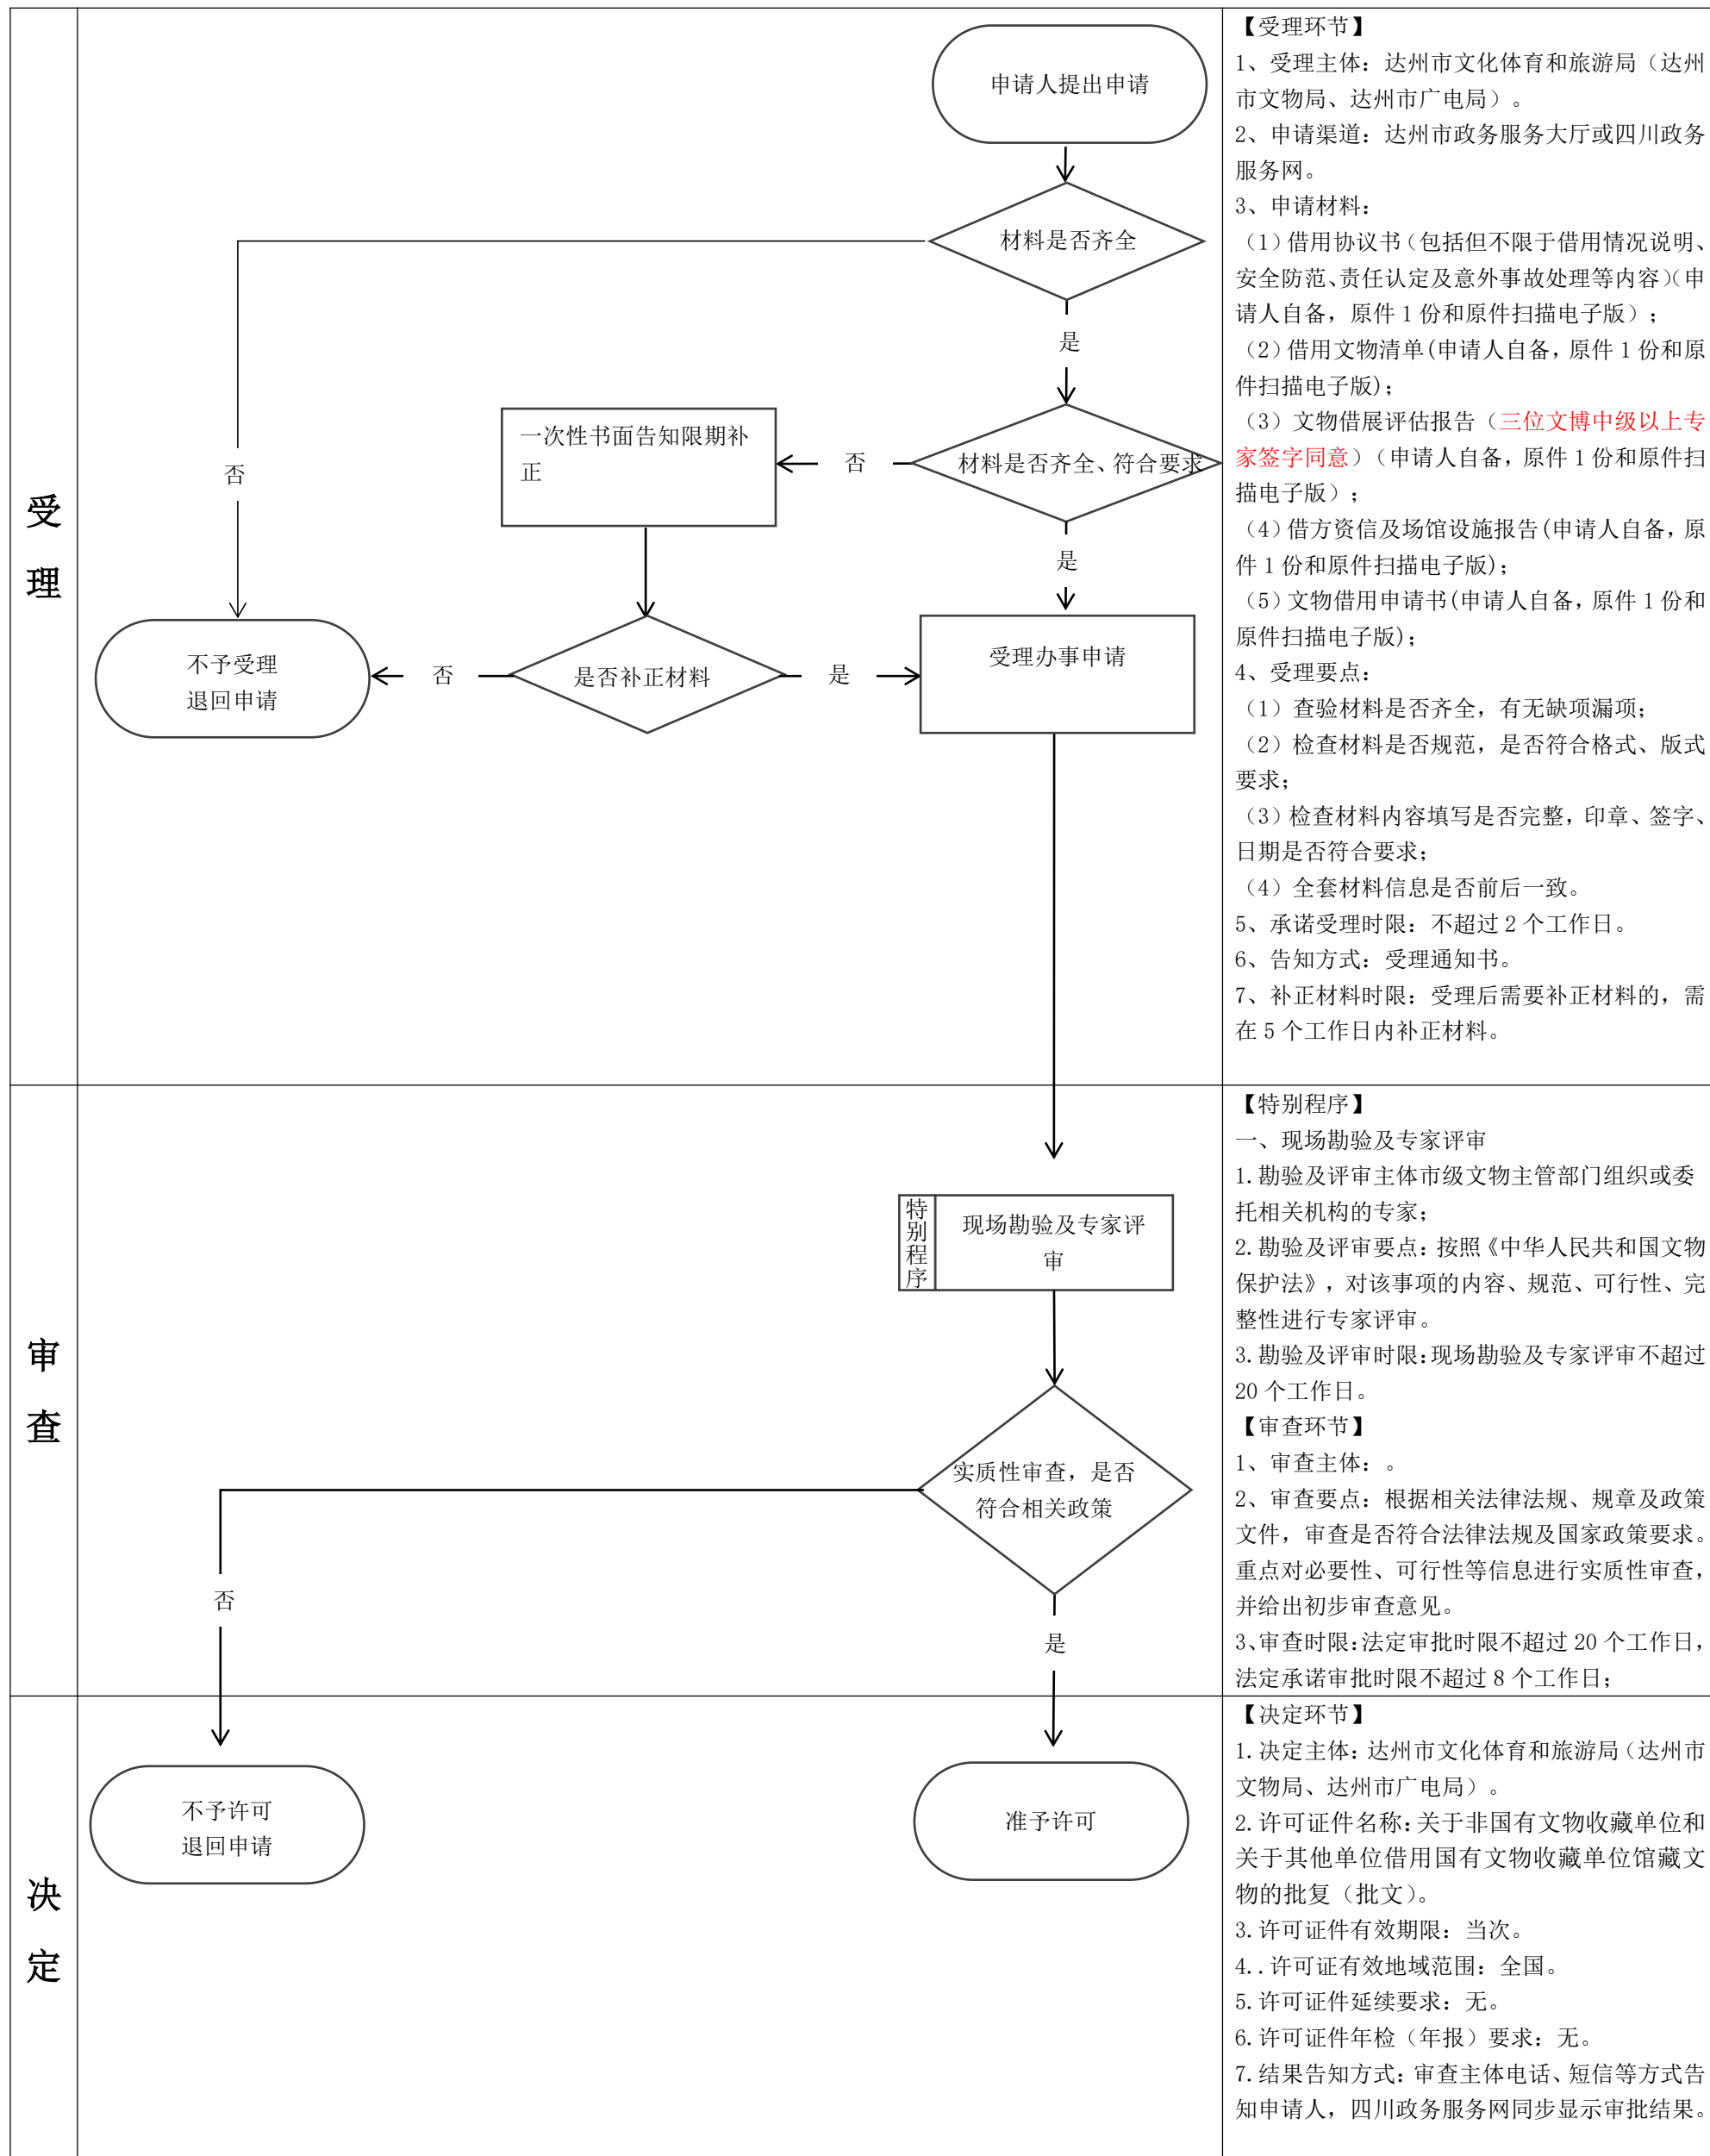 受
理
申请人提出申请
材料是否齐全
是
否
材料是否齐全、符合要求
否
一次性书面告知限期补
正
是
是否补正材料
否
是
不予受理
退回申请
受理办事申请
【受理环节】
1、受理主体：达州市文化体育和旅游局（达州
市文物局、达州市广电局）。
2、申请渠道：达州市政务服务大厅或四川政务
服务网。
3、申请材料：
（1）借用协议书（包括但不限于借用情况说明、
安全防范、责任认定及意外事故处理等内容）（申
请人自备，原件 1 份和原件扫描电子版）；
（2）借用文物清单(申请人自备，原件 1 份和原
件扫描电子版)；
（3）文物借展评估报告（三位文博中级以上专
家签字同意）（申请人自备，原件 1 份和原件扫
描电子版）；
（4）借方资信及场馆设施报告(申请人自备，原
件 1 份和原件扫描电子版)；
（5）文物借用申请书(申请人自备，原件 1 份和
原件扫描电子版)；
4、受理要点：
（1）查验材料是否齐全，有无缺项漏项；
（2）检查材料是否规范，是否符合格式、版式
要求；
（3）检查材料内容填写是否完整，印章、签字、
日期是否符合要求；
（4）全套材料信息是否前后一致。
5、承诺受理时限：不超过 2 个工作日。
6、告知方式：受理通知书。
7、补正材料时限：受理后需要补正材料的，需
在 5 个工作日内补正材料。
审
查
特
别
程
序
现场勘验及专家评
审
实质性审查，是否
符合相关政策
否
是
【特别程序】
一、现场勘验及专家评审
1.勘验及评审主体市级文物主管部门组织或委
托相关机构的专家；
2.勘验及评审要点：按照《中华人民共和国文物
保护法》，对该事项的内容、规范、可行性、完
整性进行专家评审。
3.勘验及评审时限：现场勘验及专家评审不超过
20 个工作日。
【审查环节】
1、审查主体：。
2、审查要点：根据相关法律法规、规章及政策
文件，审查是否符合法律法规及国家政策要求。
重点对必要性、可行性等信息进行实质性审查，
并给出初步审查意见。
3、审查时限：法定审批时限不超过 20 个工作日，
法定承诺审批时限不超过 8 个工作日；
决
定
不予许可
退回申请
准予许可
【决定环节】
1.决定主体：达州市文化体育和旅游局（达州市
文物局、达州市广电局）。
2.许可证件名称：关于非国有文物收藏单位和
关于其他单位借用国有文物收藏单位馆藏文
物的批复（批文）。
3.许可证件有效期限：当次。
4..许可证有效地域范围：全国。
5.许可证件延续要求：无。
6.许可证件年检（年报）要求：无。
7.结果告知方式：审查主体电话、短信等方式告
知申请人，四川政务服务网同步显示审批结果。